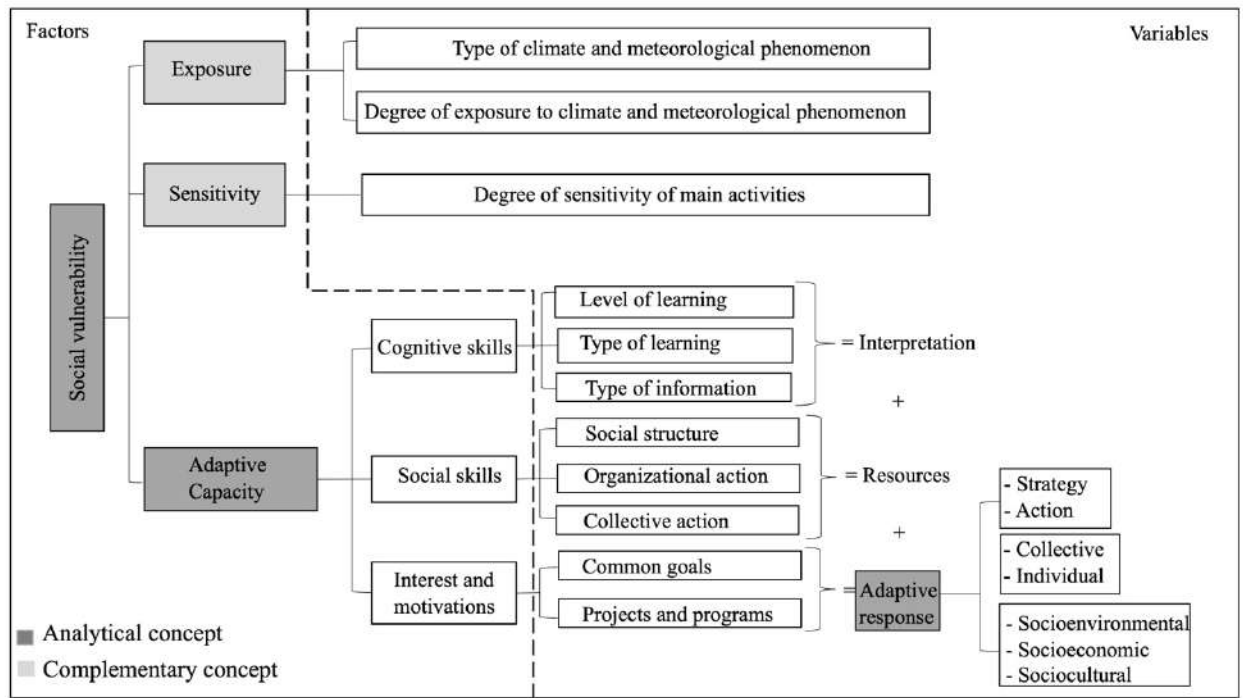 Factors
Variables
Exposure
Type of climate and meteorological phenomenon
Degree of exposure to climate and meteorological phenomenon
Sensitivity
Degree of sensitivity of main activities
Social vulnerability
Adaptive
Capacity
Cognitive skills
Level of learning
Type of learning
Type of information
= Interpretation
+
Social skills
Social structure
Organizational action
Collective action
= Resources
+
Interest and
motivations
Common goals
Projects and programs
=
Adaptive
response
- Strategy
- Action
- Collective
- Individual
- Socioenvironmental
- Socioeconomic
- Sociocultural
Analytical concept
Complementary concept